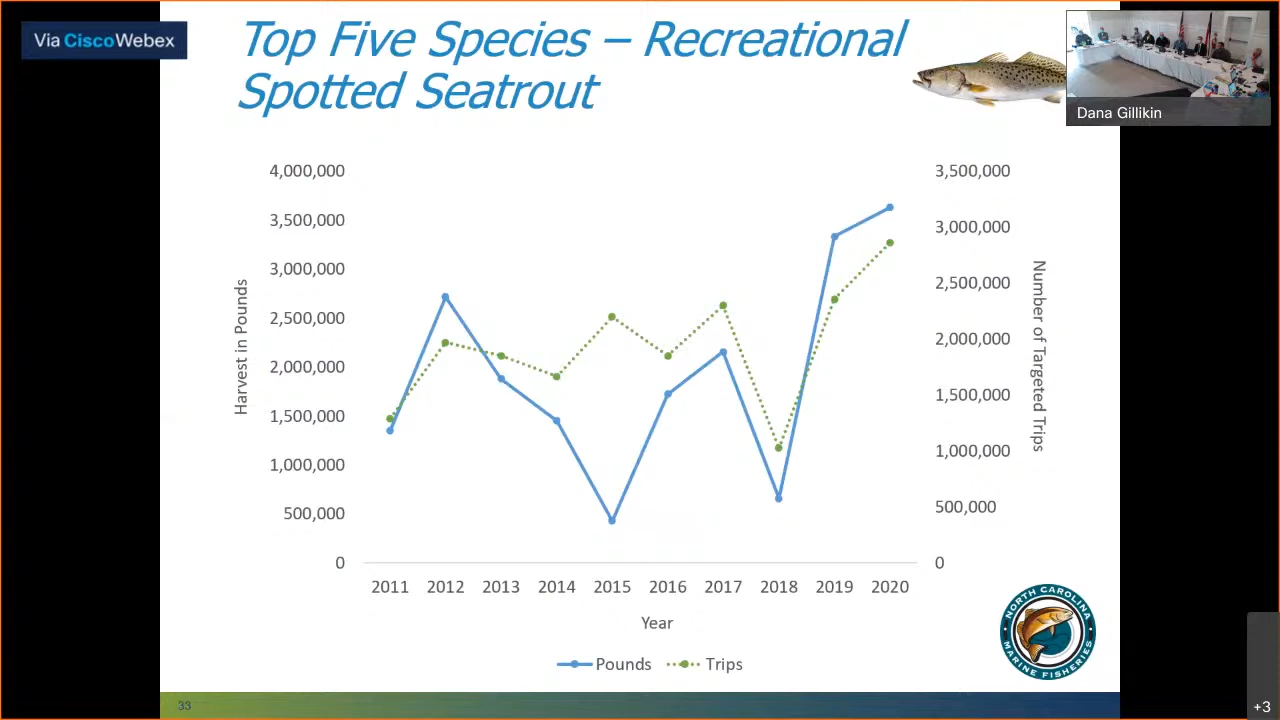 Via CiscoWebex
Top Five Species – Recreational
Spotted Seatrout
Dana Gillikin
4,000,000
3,500,000
3,000,000
2,500,000
2,000,000
1,500,000
1,000,000
500,000
0
Harvest in Pounds
3,500,000
3,000,000
2,500,000
2,000,000
1,500,000
1,000,000
500,000
0
Number of Targeted Trips
2011 2012 2013 2014 2015 2016 2017 2018 2019 2020
Year
Pounds Trips
NORTH CAROLINA
MARINE FISHERIES
33
+3